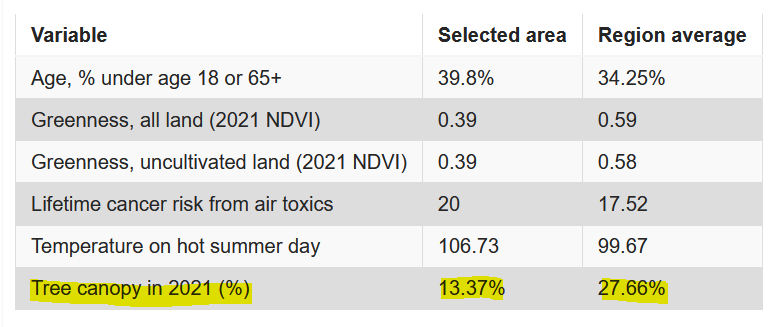 Variable Selected area Region average
Age, % under age 18 or 65+ 39.8% 34.25%
Greenness, all land (2021 NDVI) 0.39 0.59
Greenness, uncultivated land (2021 NDVI) 0.39 0.58
Lifetime cancer risk from air toxics 20 17.52
Temperature on hot summer day 106.73 99.67
Tree canopy in 2021 (%) 13.37% 27.66%